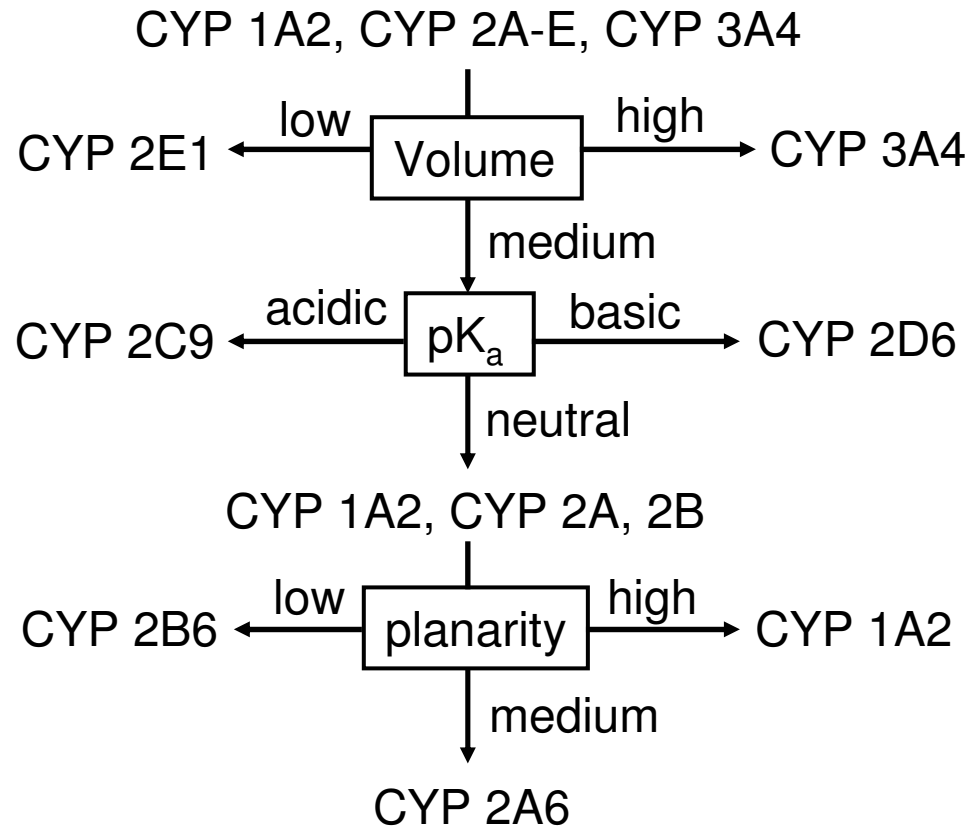 CYP 1A2, CYP 2A-E, CYP 3A4
low
high
CYP 2E1
Volume
CYP 3A4
medium
acidic
basic
CYP 2C9
pKa
CYP 2D6
neutral
CYP 1A2, CYP 2A, 2B
low
high
CYP 2B6
planarity
CYP 1A2
medium
CYP 2A6